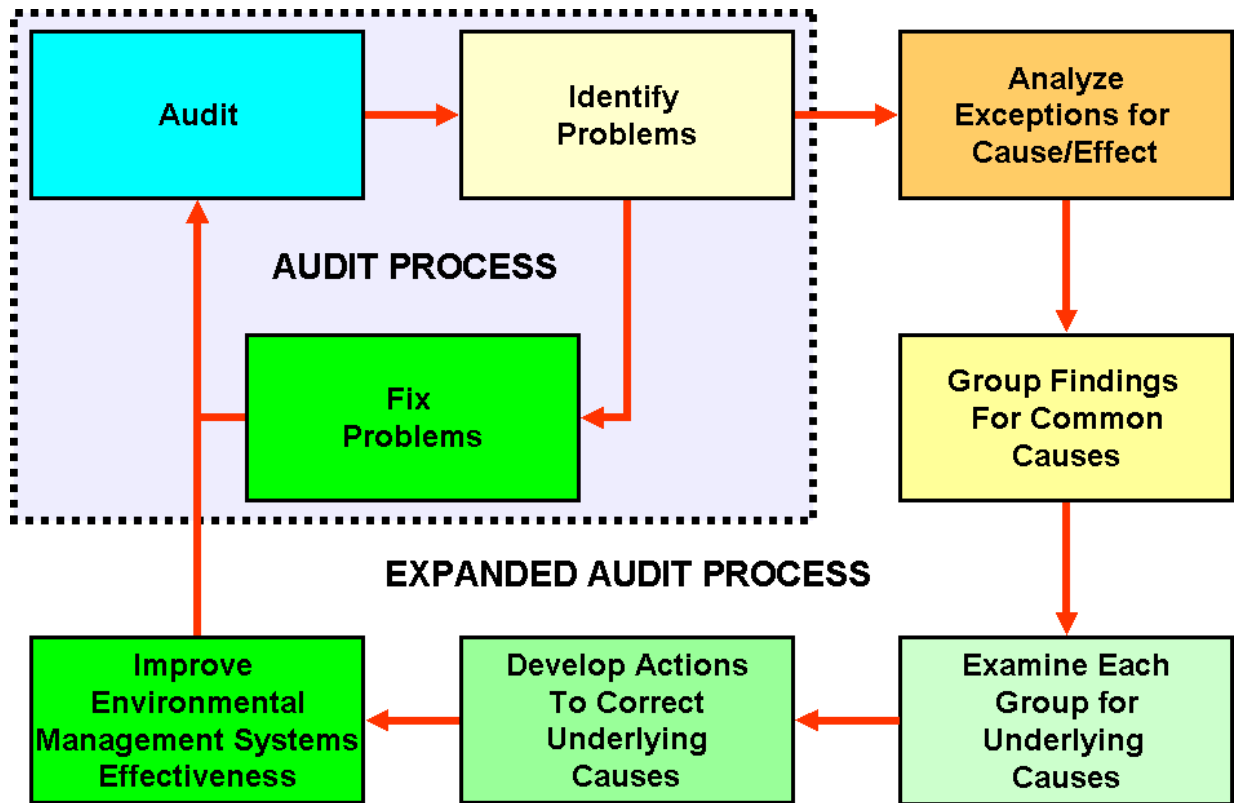 Audit
Identify
Problems
Analyze
Exceptions for
Cause/Effect
AUDIT PROCESS
Fix
Problems
Group Findings
For Common
Causes
EXPANDED AUDIT PROCESS
Improve
Environmental
Management Systems
Effectiveness
Develop Actions
To Correct
Underlying
Causes
Examine Each
Group for
Underlying
Causes